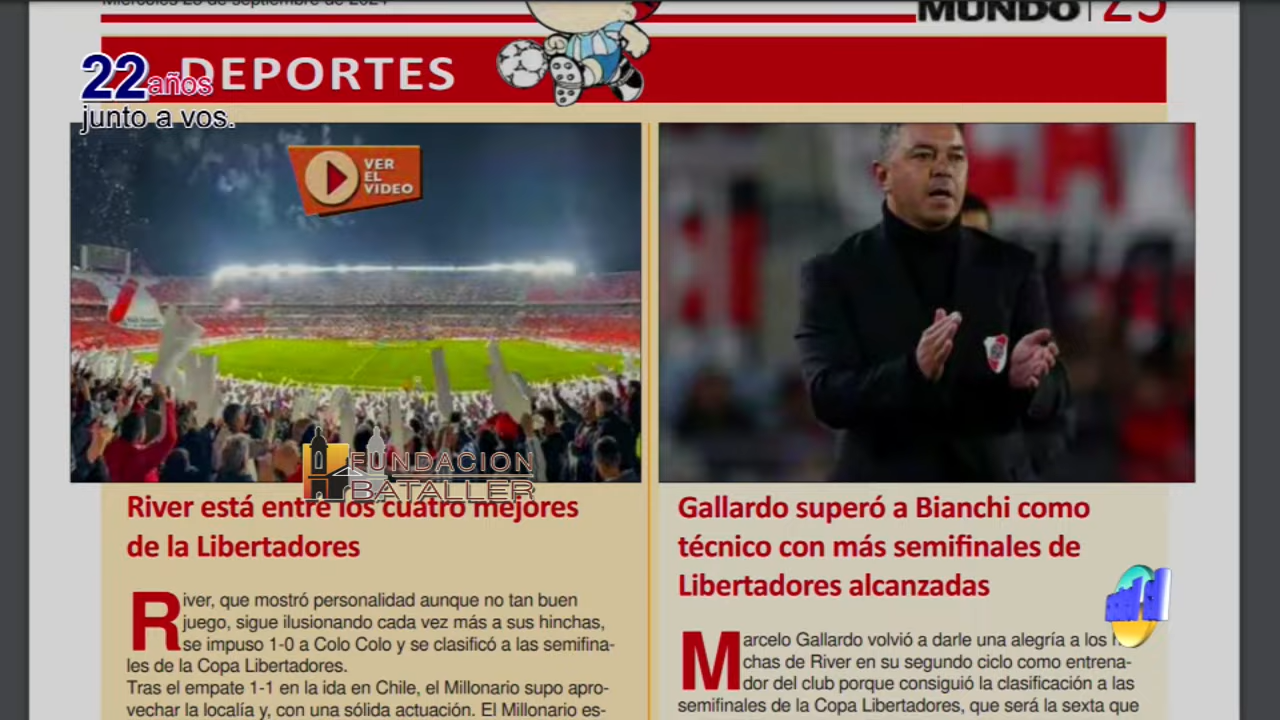 MUNDO | 25
DEPORTES
22 años
junto a vos.
VER
EL
VIDEO
FUNDACION
BATALLER
River está entre los cuatro mejores
de la Libertadores
River, que mostró personalidad aunque no tan buen
juego, sigue ilusionando cada vez más a sus hinchas,
se impuso 1-0 a Colo Colo y se clasificó a las semifina-
les de la Copa Libertadores.
Tras el empate 1-1 en la ida en Chile, el Millonario supo apro-
vechar la localía y, con una sólida actuación. El Millonario es-
Gallardo superó a Bianchi como
técnico con más semifinales de
Libertadores alcanzadas
Marcelo Gallardo volvió a darle una alegría a los
chas de River en su segundo ciclo como entrena-
dor del club porque consiguió la clasificación a las
semifinales de la Copa Libertadores, que será la sexta que